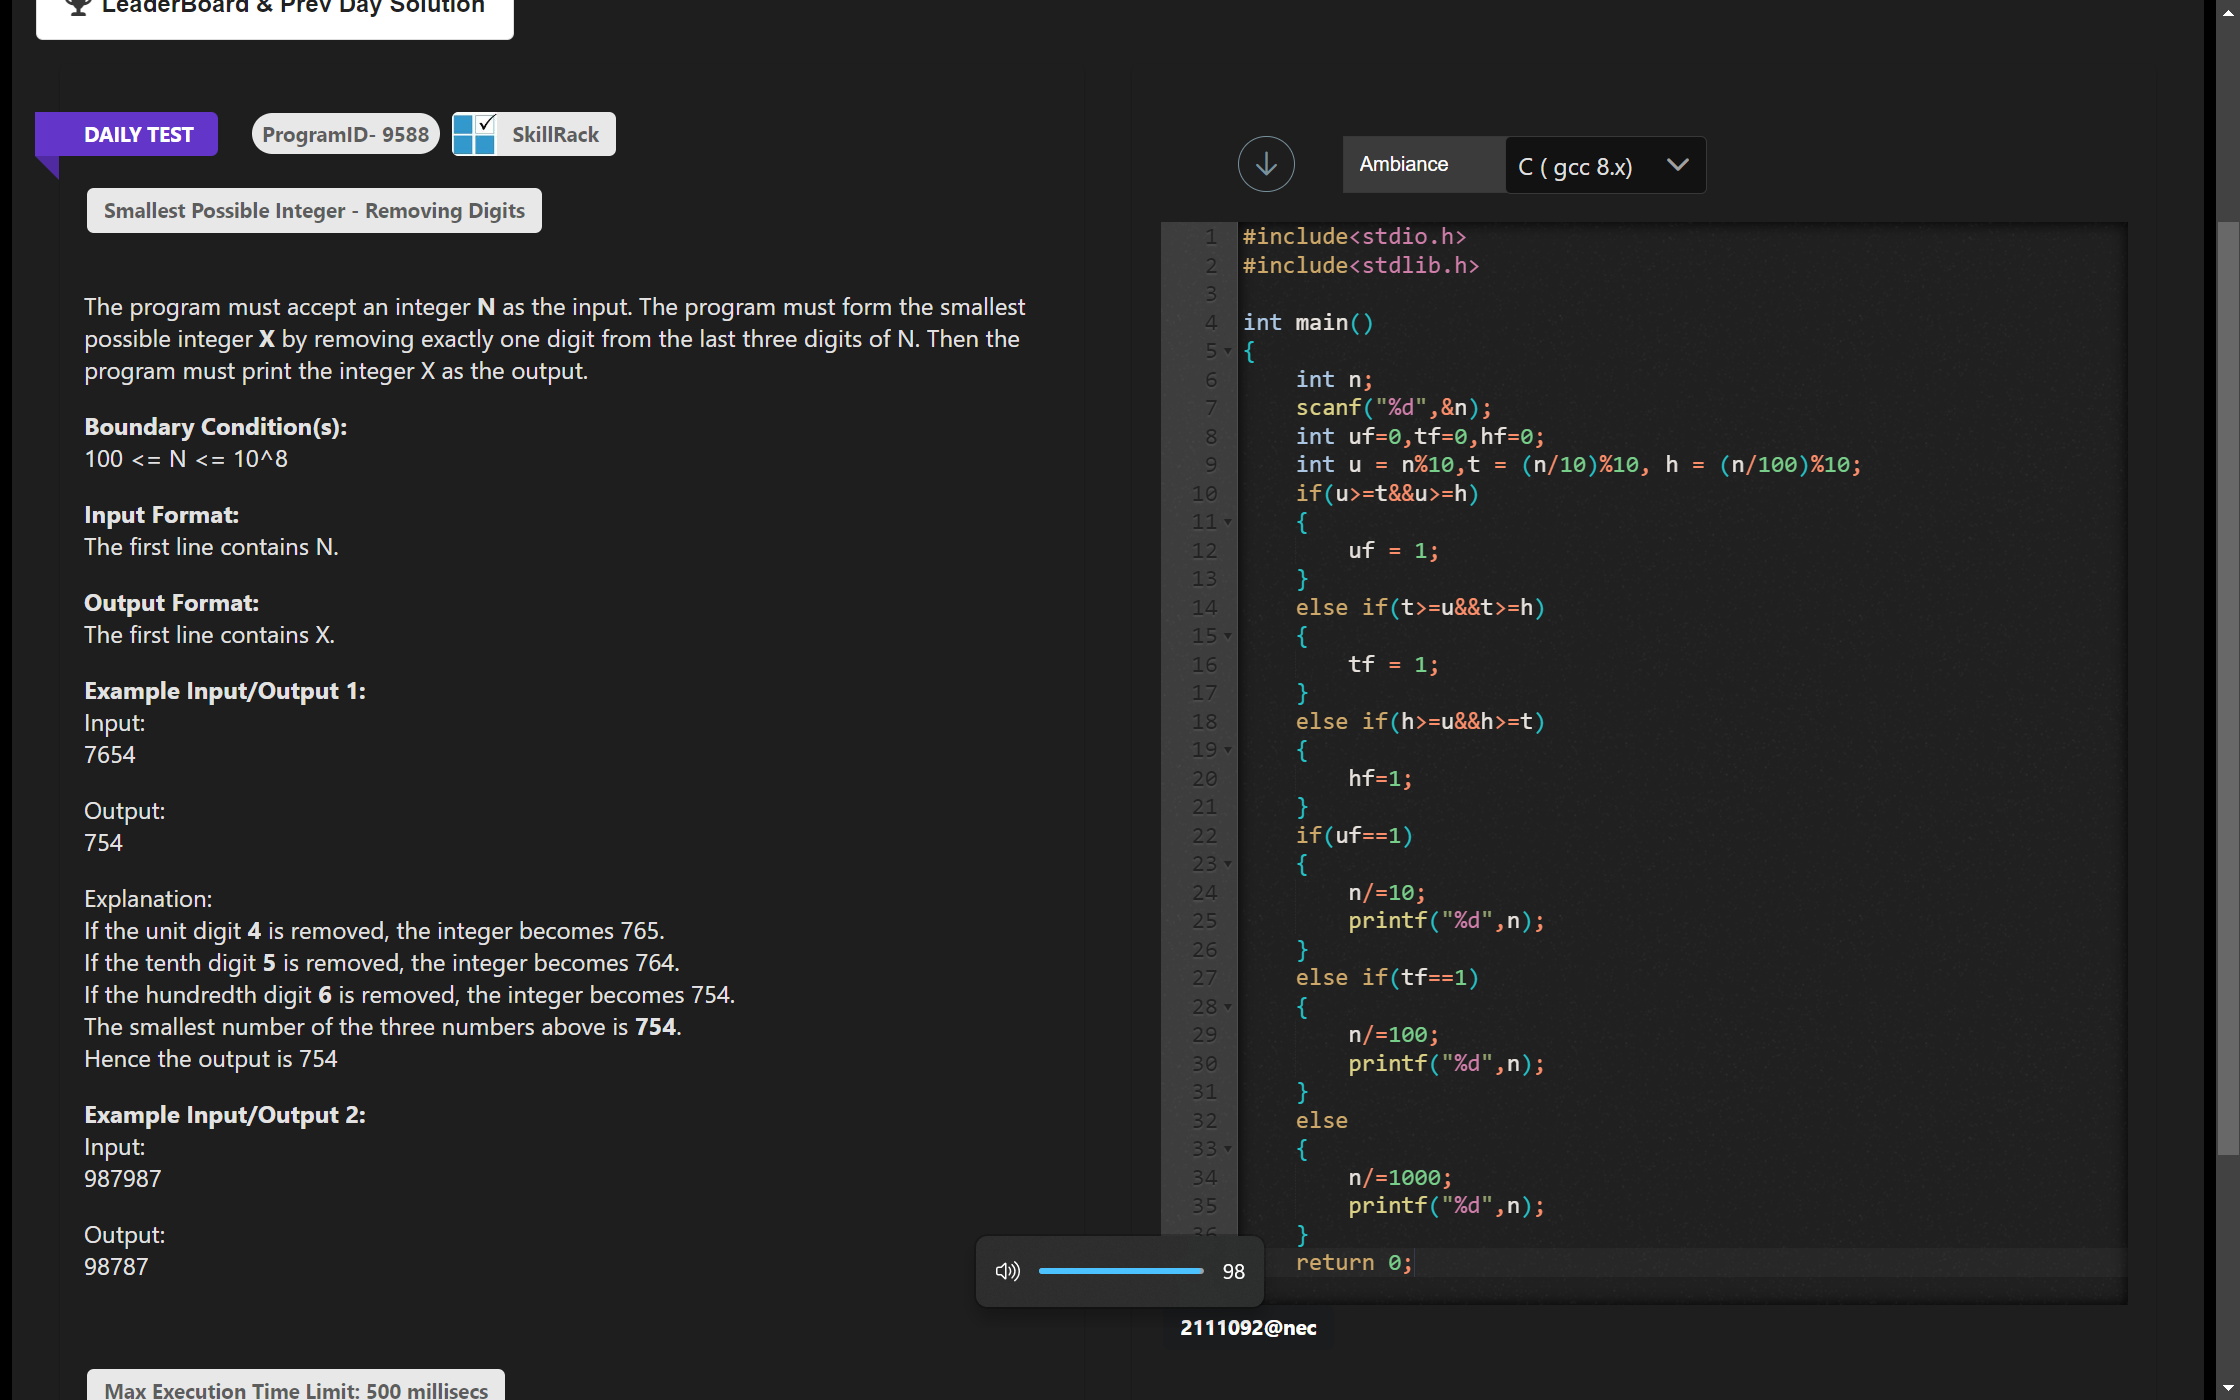 LeaderBoard & Prev Day Solution
DAILY TEST
ProgramID- 9588
SkillRack
Smallest Possible Integer - Removing Digits
The program must accept an integer N as the input. The program must form the smallest
possible integer X by removing exactly one digit from the last three digits of N. Then the
program must print the integer X as the output.
Boundary Condition(s):
100 <= N <= 10^8
Input Format:
The first line contains N.
Output Format:
The first line contains X.
Example Input/Output 1:
Input:
7654
Output:
754
Explanation:
If the unit digit 4 is removed, the integer becomes 765.
If the tenth digit 5 is removed, the integer becomes 764.
If the hundredth digit 6 is removed, the integer becomes 754.
The smallest number of the three numbers above is 754.
Hence the output is 754
Example Input/Output 2:
Input:
987987
Output:
98787
Max Execution Time Limit: 500 millisecs
Ambiance
C ( gcc 8.x)
1 #include<stdio.h>
2 #include<stdlib.h>
3
4 int main()
5 {
6 int n;
7 scanf("%d",&n);
8 int uf=0,tf=0,hf=0;
9 int u = n%10,t = (n/10)%10, h = (n/100)%10;
10 if(u>=t&&u>=h)
11 {
12 uf = 1;
13 }
14 else if(t>=u&&t>=h)
15 {
16 tf = 1;
17 }
18 else if(h>=u&&h>=t)
19 {
20 hf=1;
21 }
22 if(uf==1)
23 {
24 n/=10;
25 printf("%d",n);
26 }
27 else if(tf==1)
28 {
29 n/=100;
30 printf("%d",n);
31 }
32 else
33 {
34 n/=1000;
35 printf("%d",n);
36 }
return 0;
98
2111092@nec